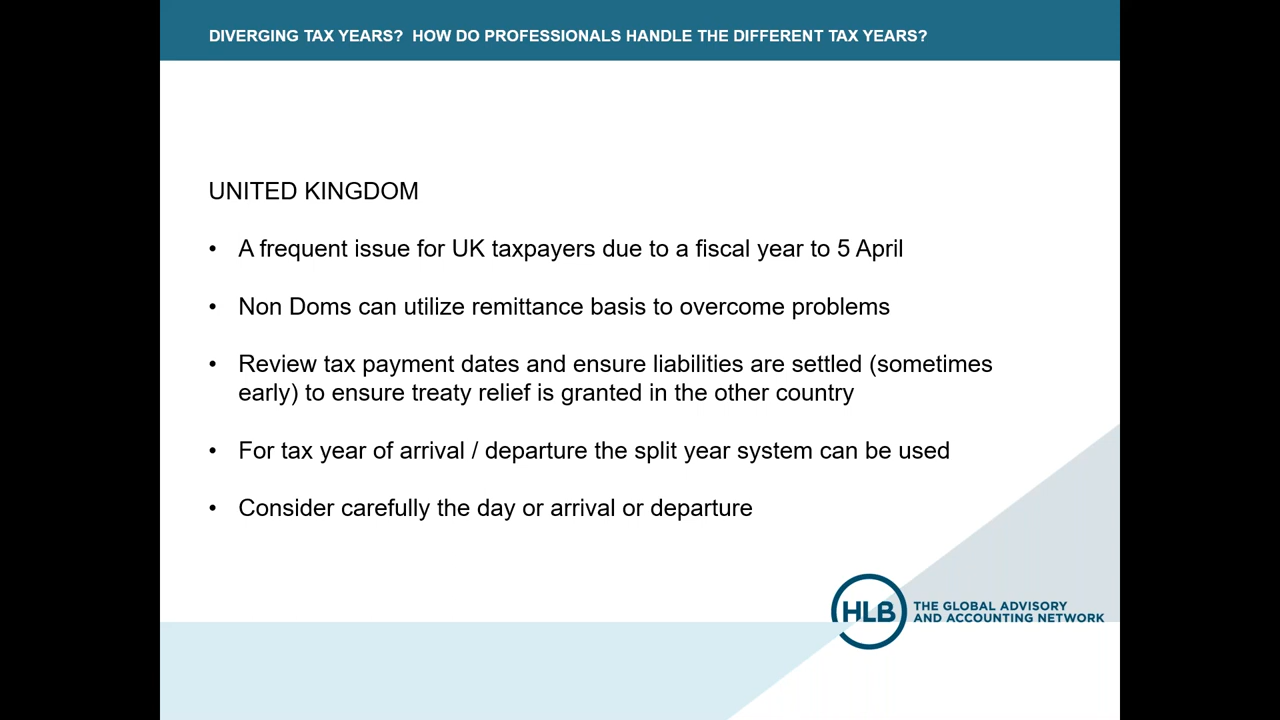 DIVERGING TAX YEARS?  HOW DO PROFESSIONALS HANDLE THE DIFFERENT TAX YEARS?
UNITED KINGDOM
• A frequent issue for UK taxpayers due to a fiscal year to 5 April
• Non Doms can utilize remittance basis to overcome problems
• Review tax payment dates and ensure liabilities are settled (sometimes
early) to ensure treaty relief is granted in the other country
• For tax year of arrival / departure the split year system can be used
• Consider carefully the day or arrival or departure
HLB
THE GLOBAL ADVISORY
AND ACCOUNTING NETWORK